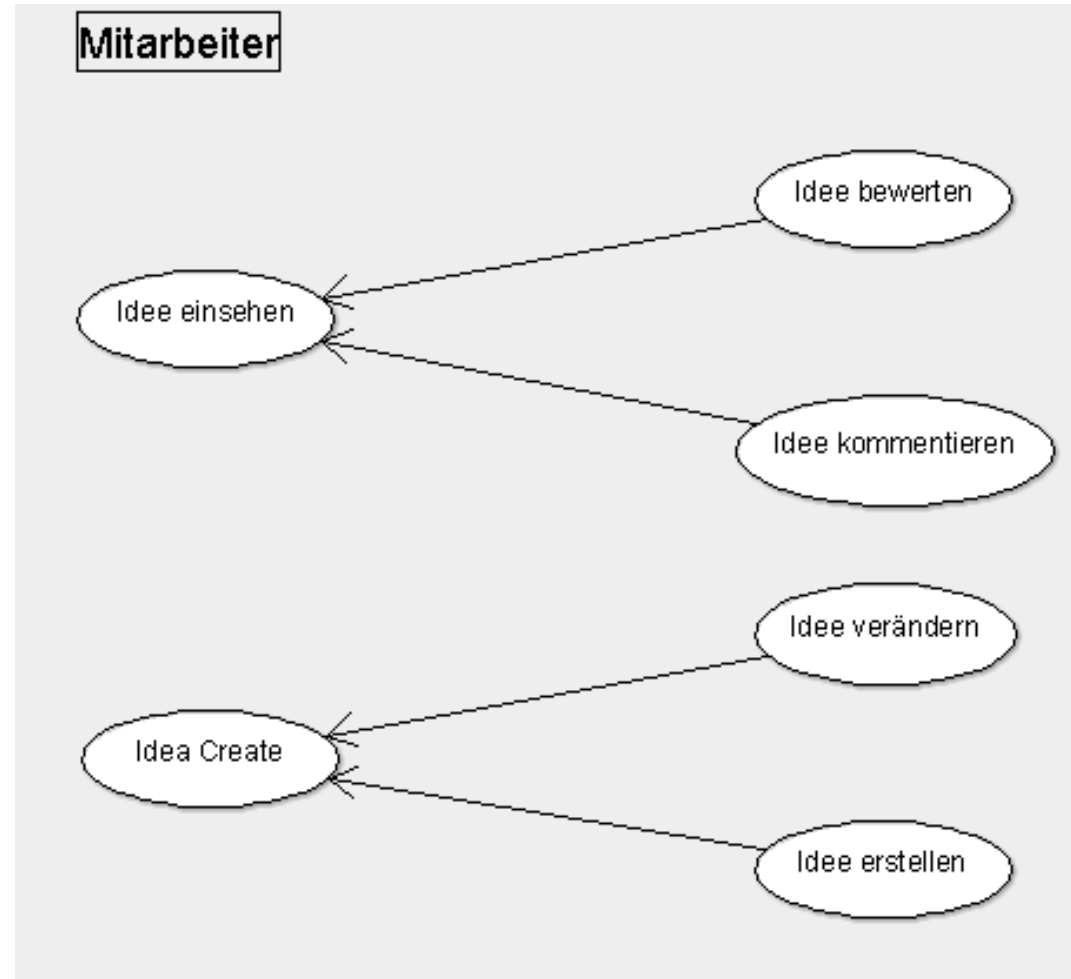 Mitarbeiter
Idee bewerten
Idee einsehen
Idee kommentieren
Idee verändern
Idea Create
Idee erstellen